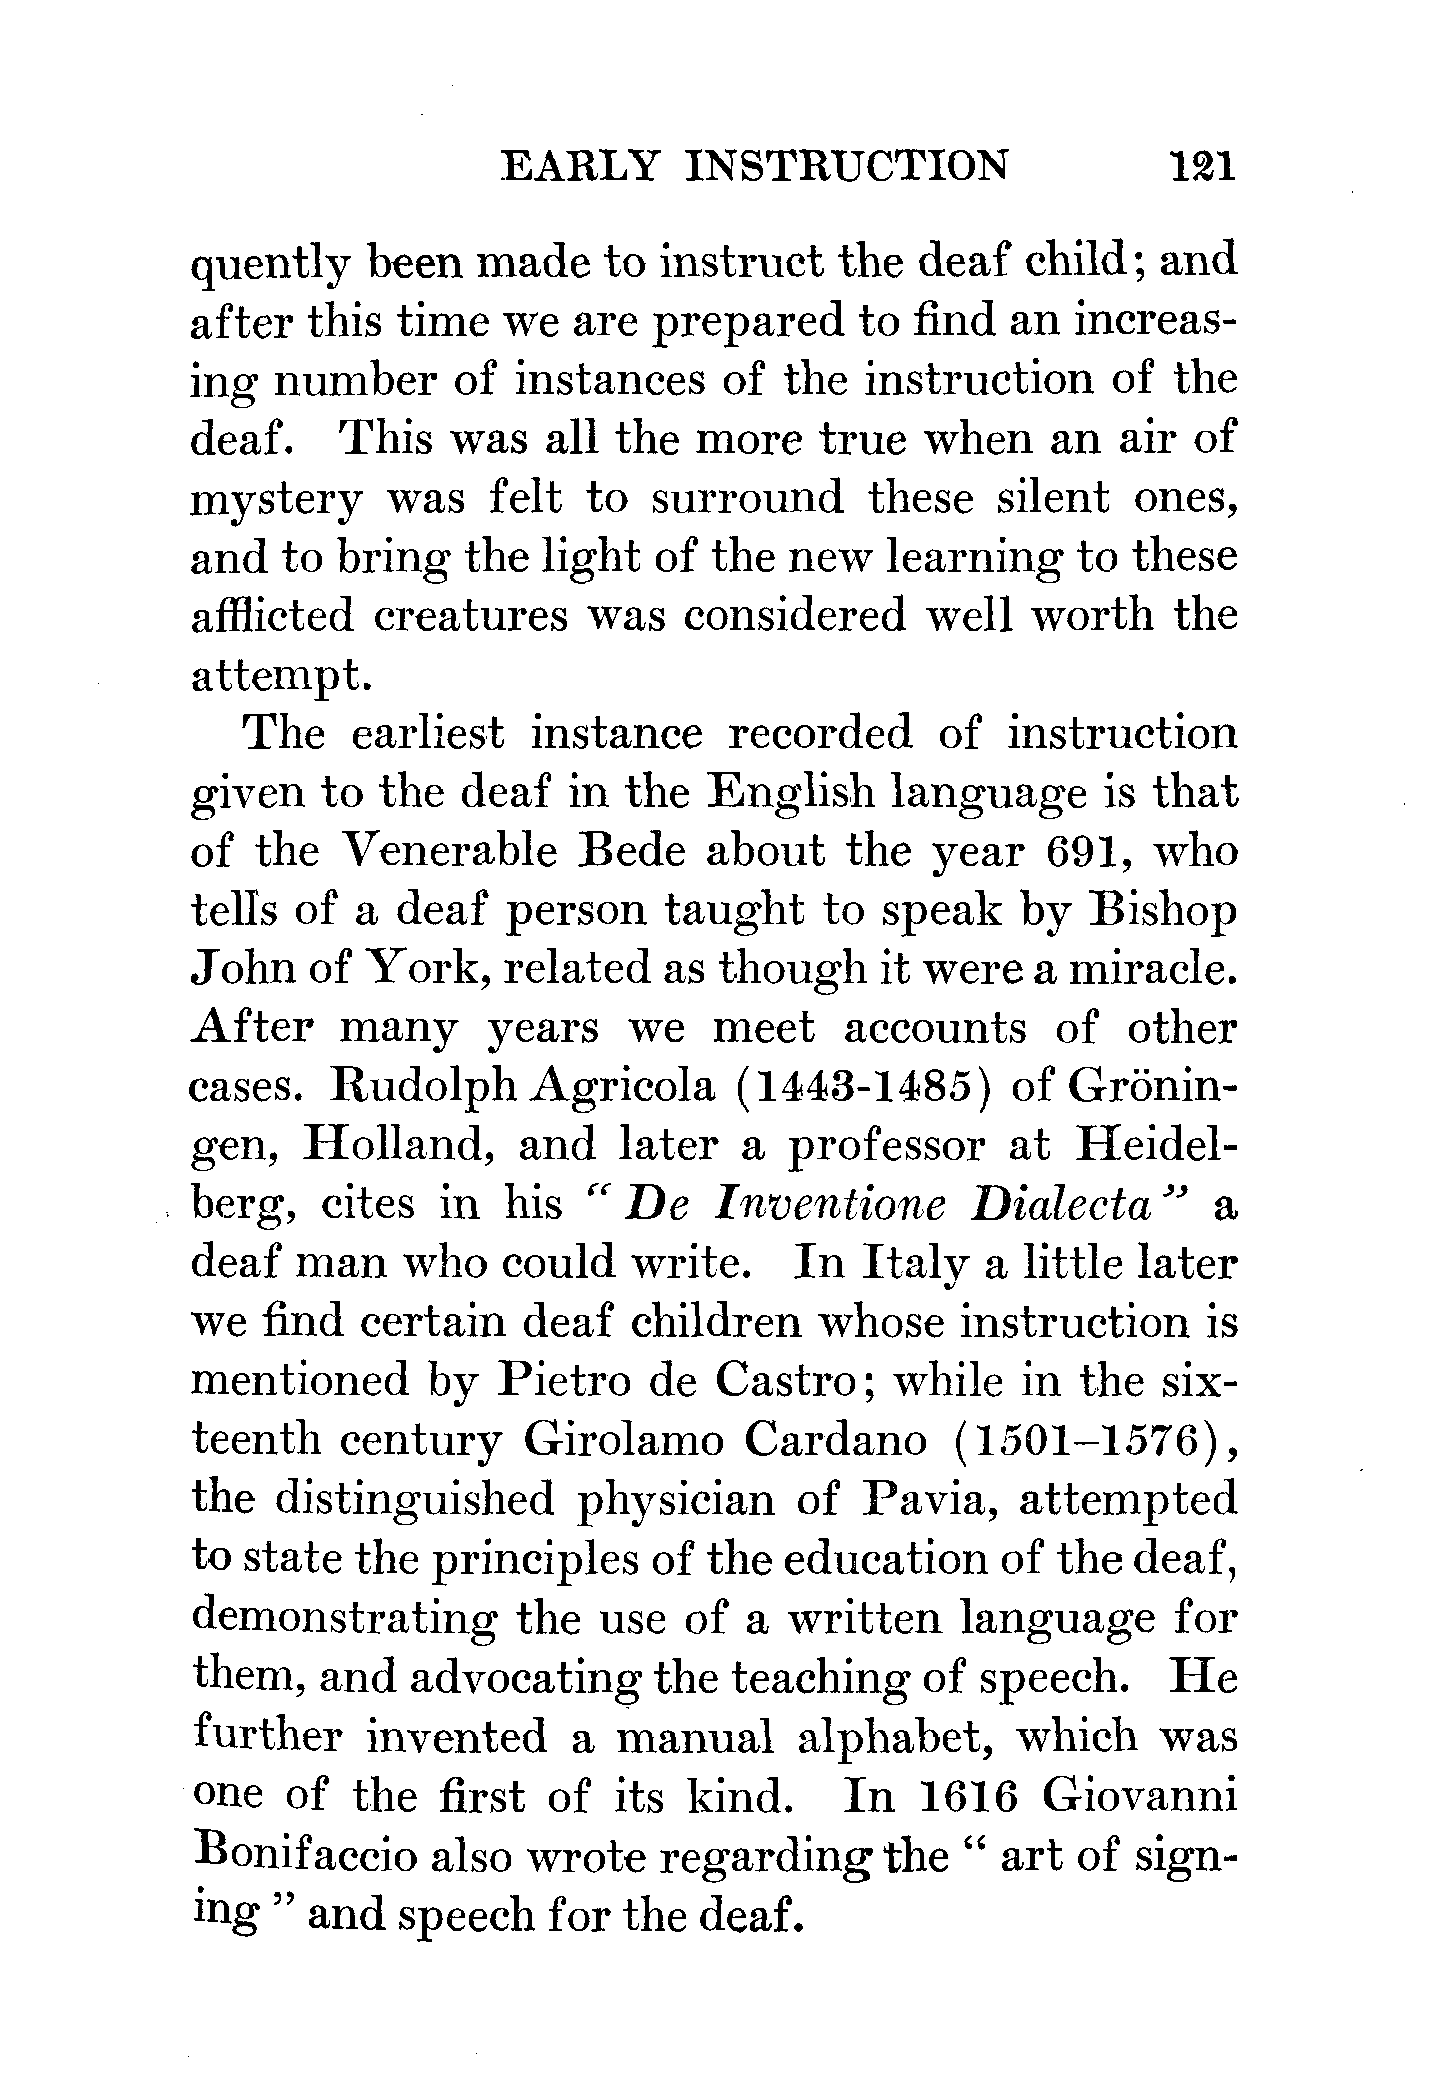 EARLY INSTRUCTION 121
quently been made to instruct the deaf child; and
after this time we are prepared to find an increas-
ing number of instances of the instruction of the
deaf. This was all the more true when an air of
mystery was felt to surround these silent ones,
and to bring the light of the new learning to these
afflicted creatures was considered well worth the
attempt.
The earliest instance recorded of instruction
given to the deaf in the English language is that
of the Venerable Bede about the year 691, who
tells of a deaf person taught to speak by Bishop
John of York, related as though it were a miracle.
After many years we meet accounts of other
cases. Rudolph Agricola (1443-1485) of Grönin-
gen, Holland, and later a professor at Heidel-
berg, cites in his “ De Inventione Dialecta ” a
deaf man who could write. In Italy a little later
we find certain deaf children whose instruction is
mentioned by Pietro de Castro; while in the six-
teenth century Girolamo Cardano (1501–1576),
the distinguished physician of Pavia, attempted
to state the principles of the education of the deaf,
demonstrating the use of a written language for
them, and advocating the teaching of speech. He
further invented a manual alphabet, which was
one of the first of its kind. In 1616 Giovanni
Bonifaccio also wrote regarding the “ art of sign-
ing ” and speech for the deaf.